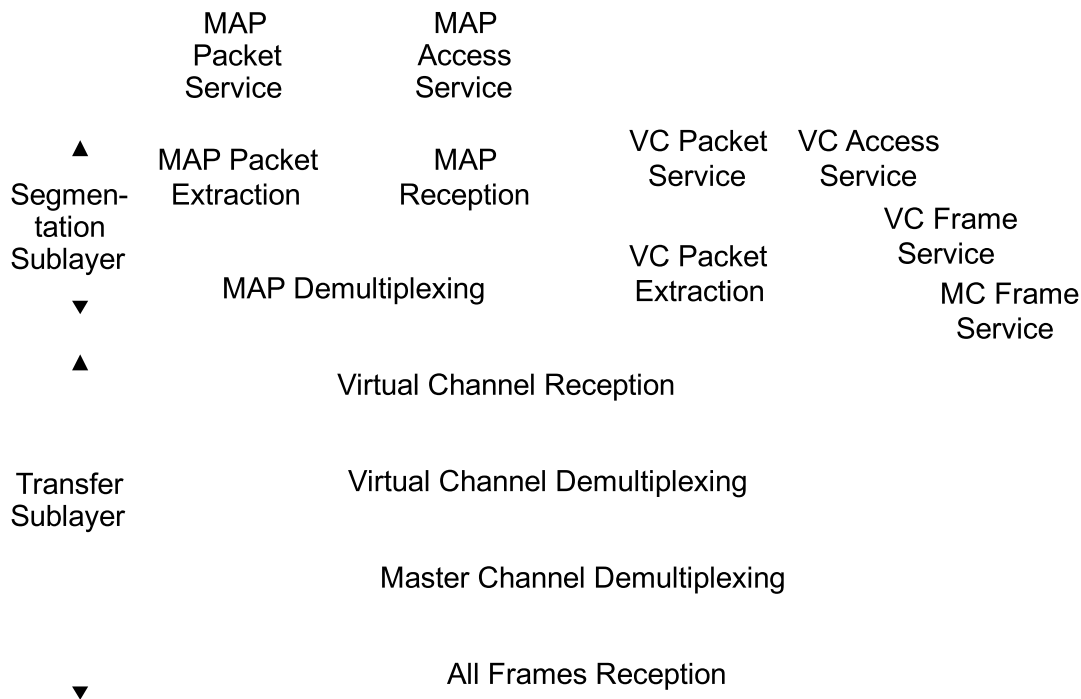 MAP
Packet
Service
MAP
Access
Service
MAP Packet
Extraction
MAP
Reception
VC Packet
Service
VC Access
Service
Segmen-
tation
Sublayer
VC Frame
Service
MAP Demultiplexing
VC Packet
Extraction
MC Frame
Service
Virtual Channel Reception
Transfer
Sublayer
Virtual Channel Demultiplexing
Master Channel Demultiplexing
All Frames Reception